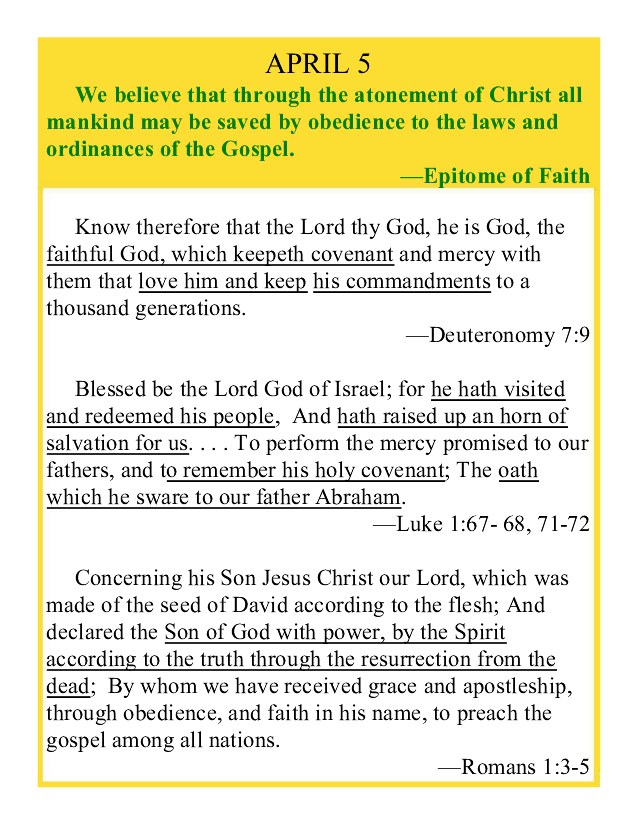 APRIL 5
We believe that through the atonement of Christ all
mankind may be saved by obedience to the laws and
ordinances of the Gospel.
—Epitome of Faith
Know therefore that the Lord thy God, he is God, the
faithful God, which keepeth covenant and mercy with
them that love him and keep his commandments to a
thousand generations.
—Deuteronomy 7:9
Blessed be the Lord God of Israel; for he hath visited
and redeemed his people,  And hath raised up an horn of
salvation for us. . . . To perform the mercy promised to our
fathers, and to remember his holy covenant; The oath
which he sware to our father Abraham.
—Luke 1:67- 68, 71-72
Concerning his Son Jesus Christ our Lord, which was
made of the seed of David according to the flesh; And
declared the Son of God with power, by the Spirit
according to the truth through the resurrection from the
dead;  By whom we have received grace and apostleship,
through obedience, and faith in his name, to preach the
gospel among all nations.
—Romans 1:3-5